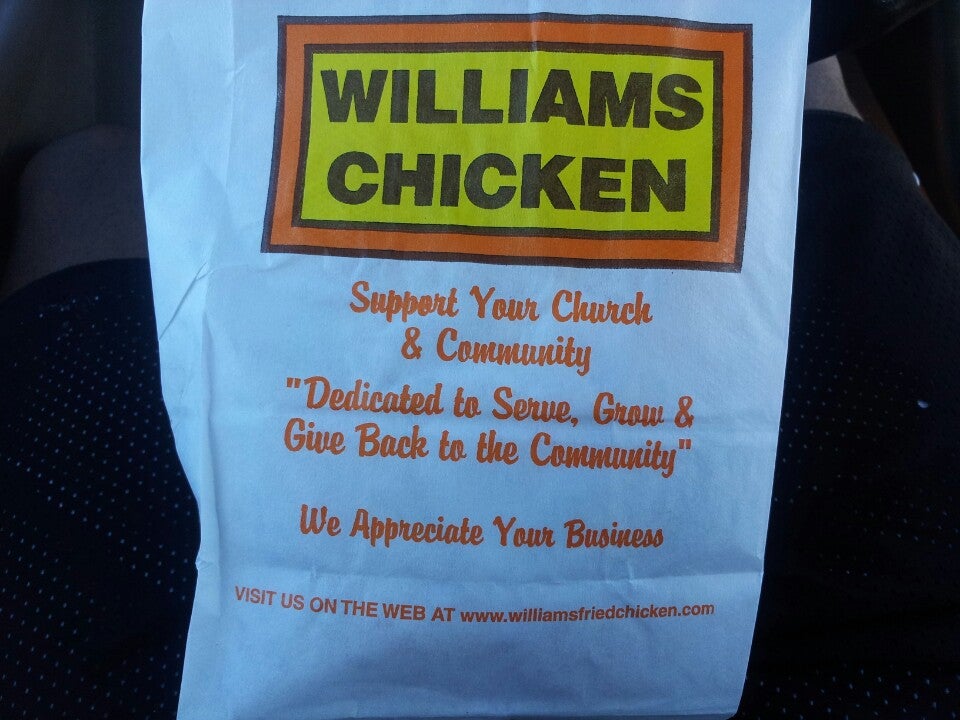 WILLIAMS
CHICKEN
Support Your Church
& Community
"Dedicated to Serve, Grow &
Give Back to the Community"
We Appreciate Your Business
VISIT US ON THE WEB AT www.williamsfriedchicken.com